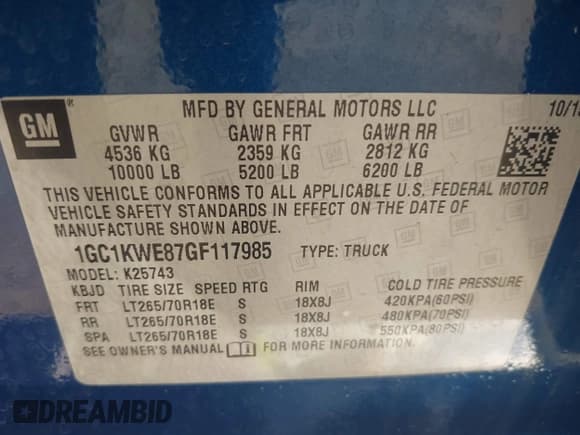 GM ®
MFD BY GENERAL MOTORS LLC
GVWR GAWR FRT GAWR RR
4536 KG 2359 KG 2812 KG
10000 LB 5200 LB 6200 LB
THIS VEHICLE CONFORMS TO ALL APPLICABLE U.S. FEDERAL MOTOR
VEHICLE SAFETY STANDARDS IN EFFECT ON THE DATE OF
MANUFACTURE SHOWN ABOVE.
1GC1KWE87GF117985 TYPE: TRUCK
MODEL: K25743
KBJD TIRE SIZE SPEED RTG RIM COLD TIRE PRESSURE
FRT LT265/70R18E S 18X8J 420KPA(60PSI)
RR LT265/70R18E S 18X8J 480KPA(70PSI)
SPA LT265/70R18E S 18X8J 550KPA(80PSI)
SEE OWNER'S MANUAL FOR MORE INFORMATION.
DREAMBID